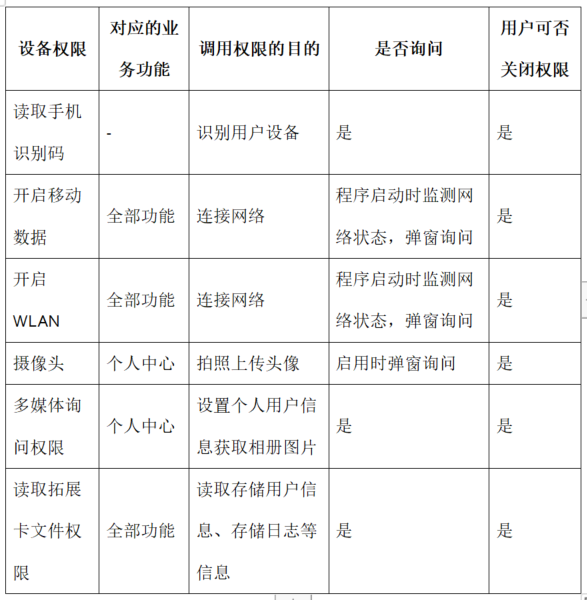 设备权限
对应的业
务功能
调用权限的目的
是否询问
用户可否
关闭权限
读取手机
识别码
-
识别用户设备
是
是
开启移动
数据
全部功能
连接网络
程序启动时监测网
络状态，弹窗询问
是
开启
WLAN
全部功能
连接网络
程序启动时监测网
络状态，弹窗询问
是
摄像头
个人中心
拍照上传头像
启用时弹窗询问
是
多媒体询
问权限
个人中心
设置个人用户信
息获取相册图片
是
是
读取拓展
卡文件权
限
全部功能
读取存储用户信
息、存储日志等
信息
是
是